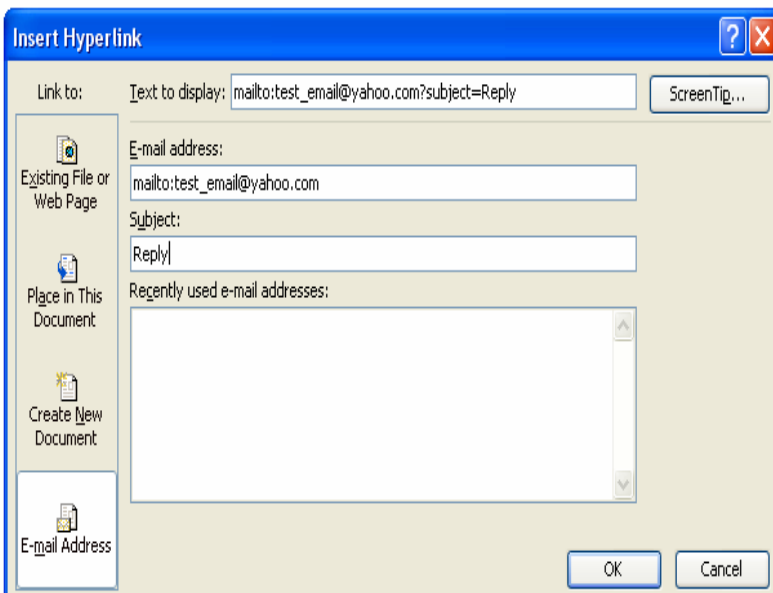 Insert Hyperlink
Link to:
Text to display: mailto:test_email@yahoo.com?subject=Reply
ScreenTip...
Existing File or
Web Page
Place in This
Document
Create New
Document
E-mail Address
E-mail address:
mailto:test_email@yahoo.com
Subject:
Reply
Recently used e-mail addresses:
OK
Cancel